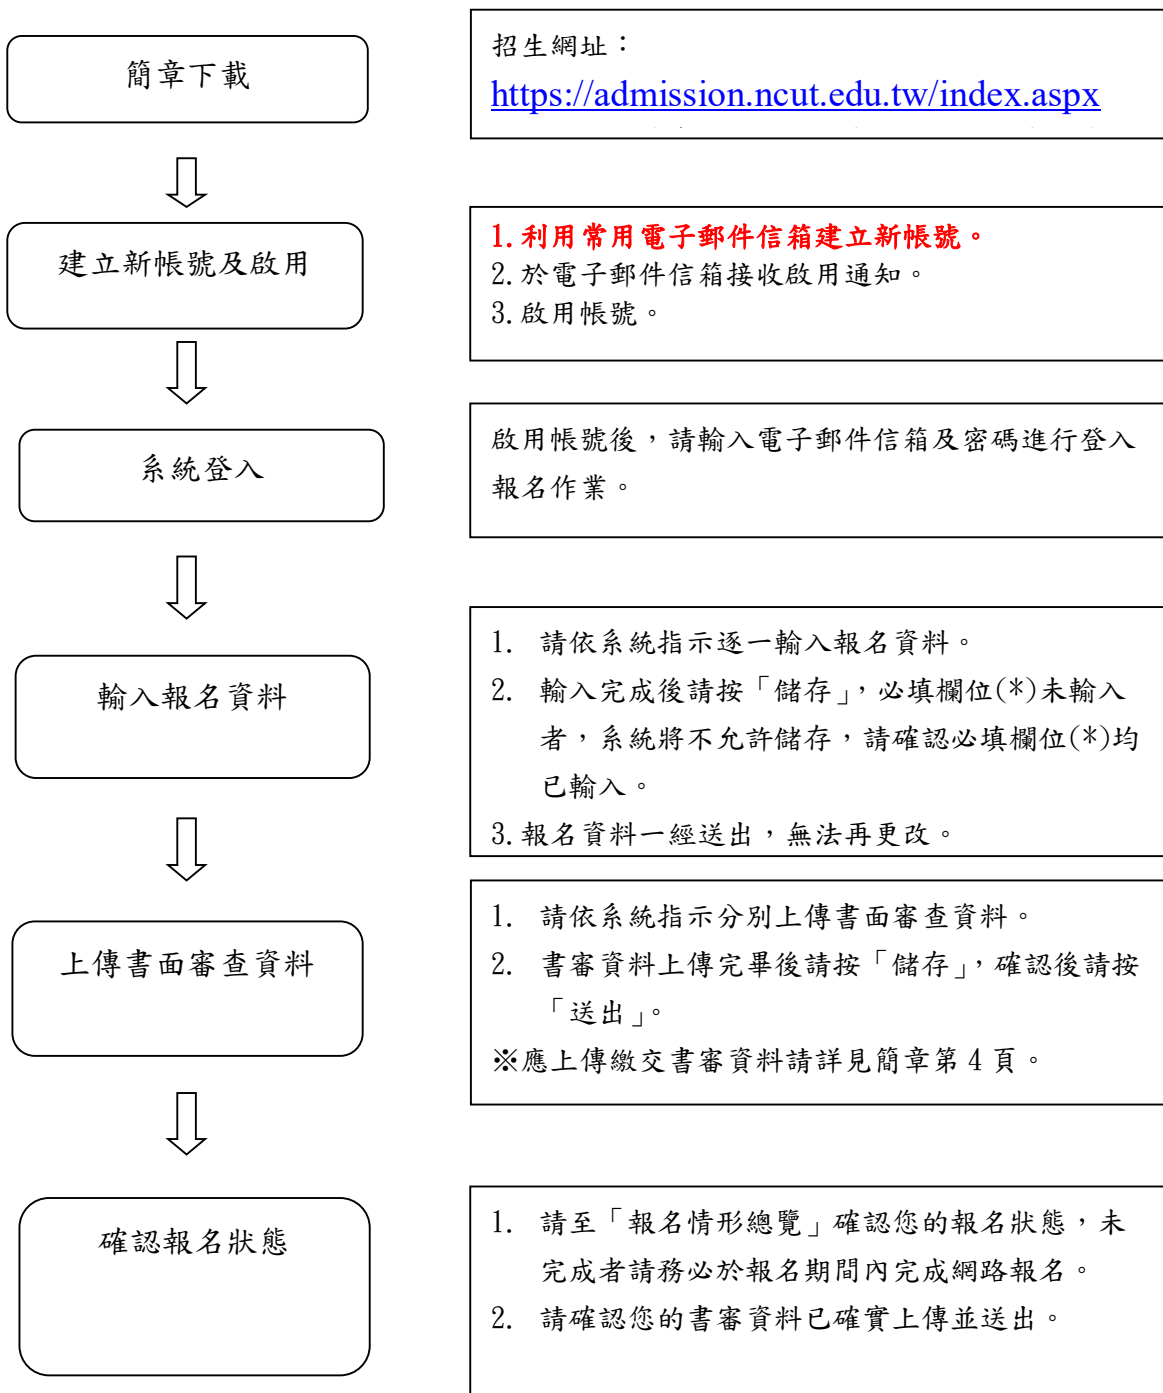 簡章下載
招生網址：
https://admission.ncut.edu.tw/index.aspx
建立新帳號及啟用
1.利用常用電子郵件信箱建立新帳號。
2.於電子郵件信箱接收啟用通知。
3.啟用帳號。
系統登入
啟用帳號後，請輸入電子郵件信箱及密碼進行登入
報名作業。
輸入報名資料
1. 請依系統指示逐一輸入報名資料。
2. 輸入完成後請按「儲存」，必填欄位(*)未輸入
者，系統將不允許儲存，請確認必填欄位(*)均
已輸入。
3.報名資料一經送出，無法再更改。
上傳書面審查資料
1. 請依系統指示分別上傳書面審查資料。
2. 書審資料上傳完畢後請按「儲存」，確認後請按
「送出」。
※應上傳繳交書審資料請詳見簡章第 4 頁。
確認報名狀態
1. 請至「報名情形總覽」確認您的報名狀態，未
完成者請務必於報名期間內完成網路報名。
2. 請確認您的書審資料已確實上傳並送出。